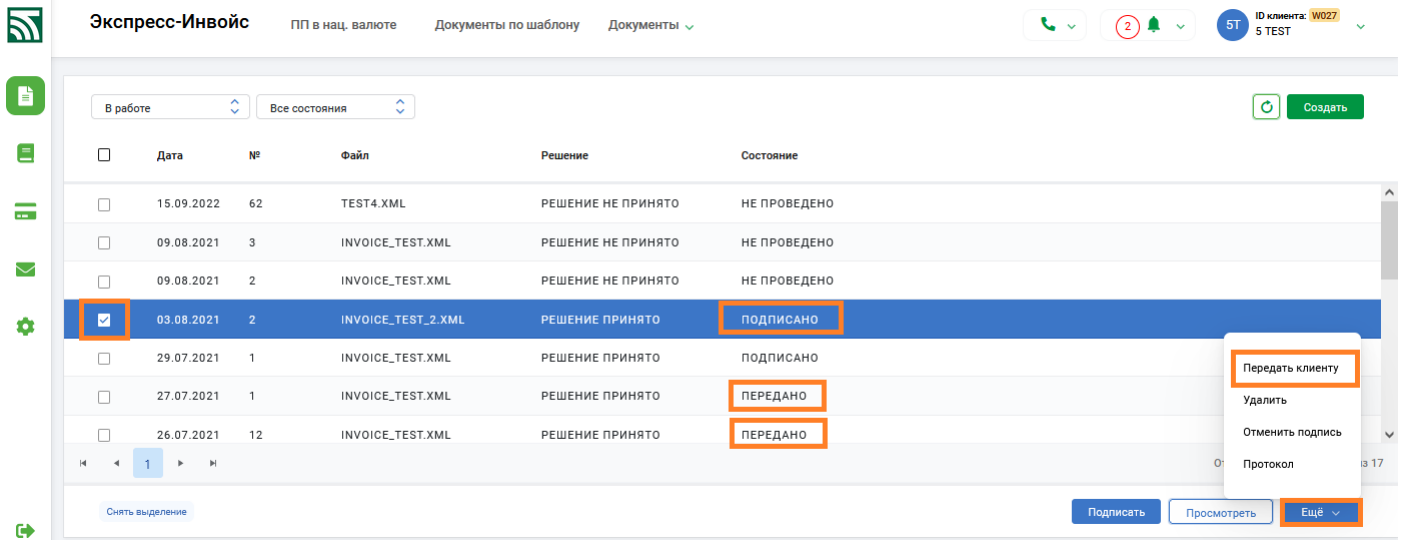 Экспресс-Инвойс ПП в нац. валюте Документы по шаблону Документы 2 5T ID клиента: W027
5 TEST
В работе Все состояния Создать
Дата № Файл Решение Состояние
15.09.2022 62 TEST4.XML РЕШЕНИЕ НЕ ПРИНЯТО НЕ ПРОВЕДЕНО
09.08.2021 3 INVOICE_TEST.XML РЕШЕНИЕ НЕ ПРИНЯТО НЕ ПРОВЕДЕНО
09.08.2021 2 INVOICE_TEST.XML РЕШЕНИЕ НЕ ПРИНЯТО НЕ ПРОВЕДЕНО
03.08.2021 2 INVOICE_TEST_2.XML РЕШЕНИЕ ПРИНЯТО ПОДПИСАНО
29.07.2021 1 INVOICE_TEST.XML РЕШЕНИЕ ПРИНЯТО ПОДПИСАНО
Передать клиенту
27.07.2021 1 INVOICE_TEST.XML РЕШЕНИЕ ПРИНЯТО ПЕРЕДАНО
Удалить
26.07.2021 12 INVOICE_TEST.XML РЕШЕНИЕ ПРИНЯТО ПЕРЕДАНО
Отменить подпись
1 Протокол 17
Снять выделение Подписать Просмотреть Ещё